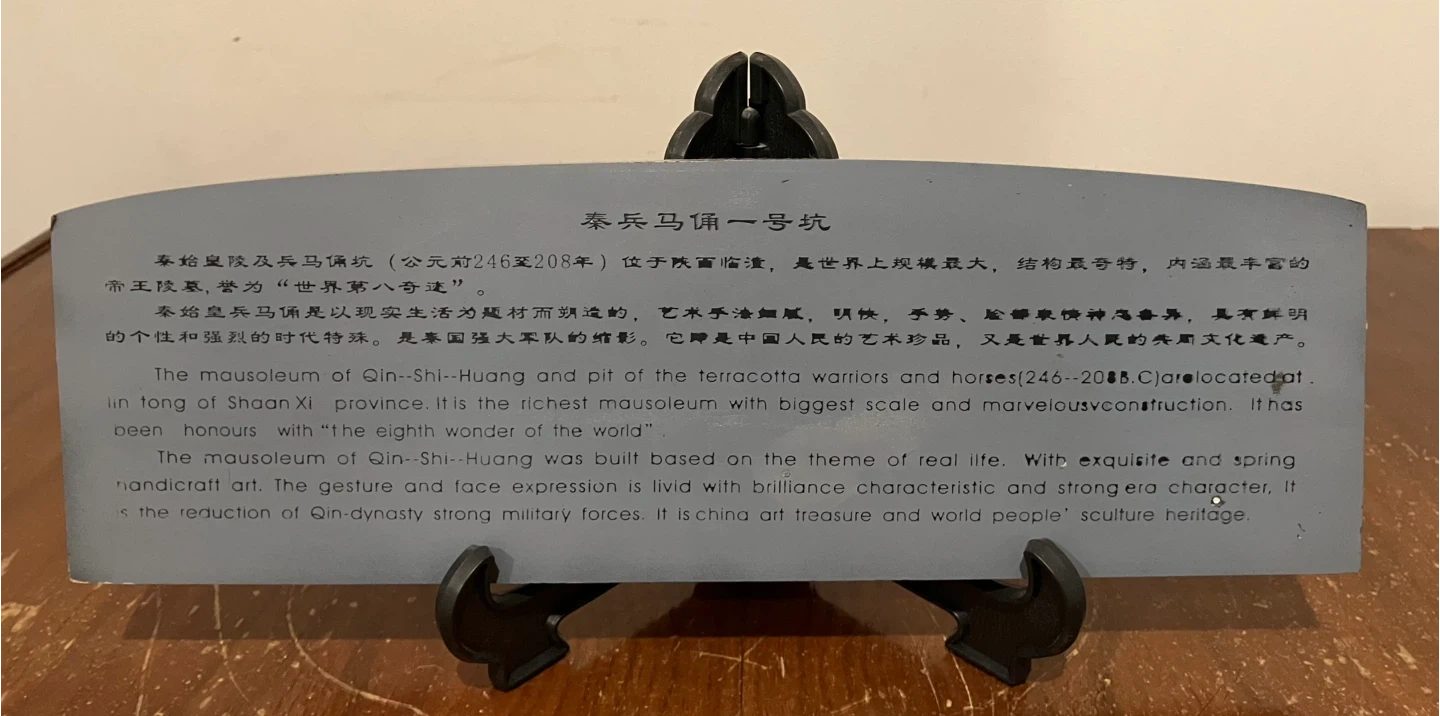 秦兵马俑一号坑
秦始皇陵及兵马俑坑（公元前246至208年）位于陕西临潼，是世界上规模最大，结构最奇特，内涵最丰富的
帝王陵墓,誉为“世界第八奇迹”。
秦始皇兵马俑是以现实生活为题材而朔造的，艺术手法细腻，明快，手势、脸部表情神态各异，具有鲜明
的个性和强烈的时代特殊。是秦国强大军队的缩影。它即是中国人民的艺术珍品，又是世界人民的共同文化遗产。
The mausoleum of Qin--Shi--Huang and pit of the terracotta warriors and horses(246--208B.C)are located at .
lin tong of Shaan Xi province. It is the richest mausoleum with biggest scale and marvelousvconstruction. It has
been honours with “the eighth wonder of the world” .
The mausoleum of Qin--Shi--Huang was built based on the theme of real life. With exquisite and spring
handicraft art. The gesture and face expression is livid with brilliance characteristic and strong era character, It
is the reduction of Qin-dynasty strong military forces. It is china art treasure and world people’ sculture heritage.